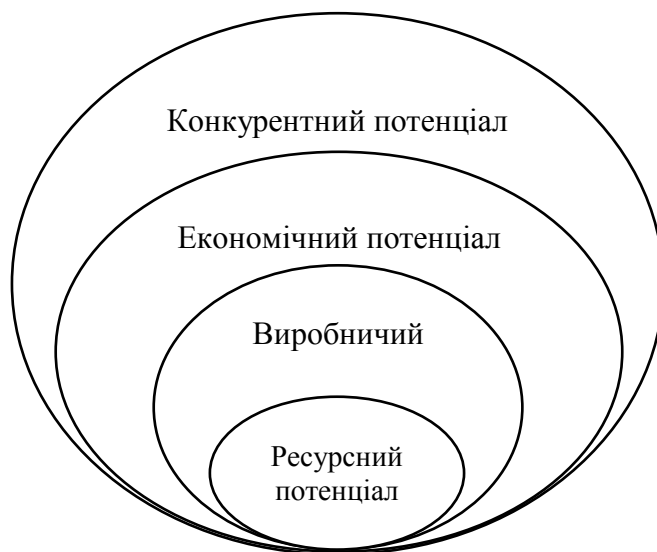 Конкурентний потенціал
Економічний потенціал
Виробничий
Ресурсний
потенціал